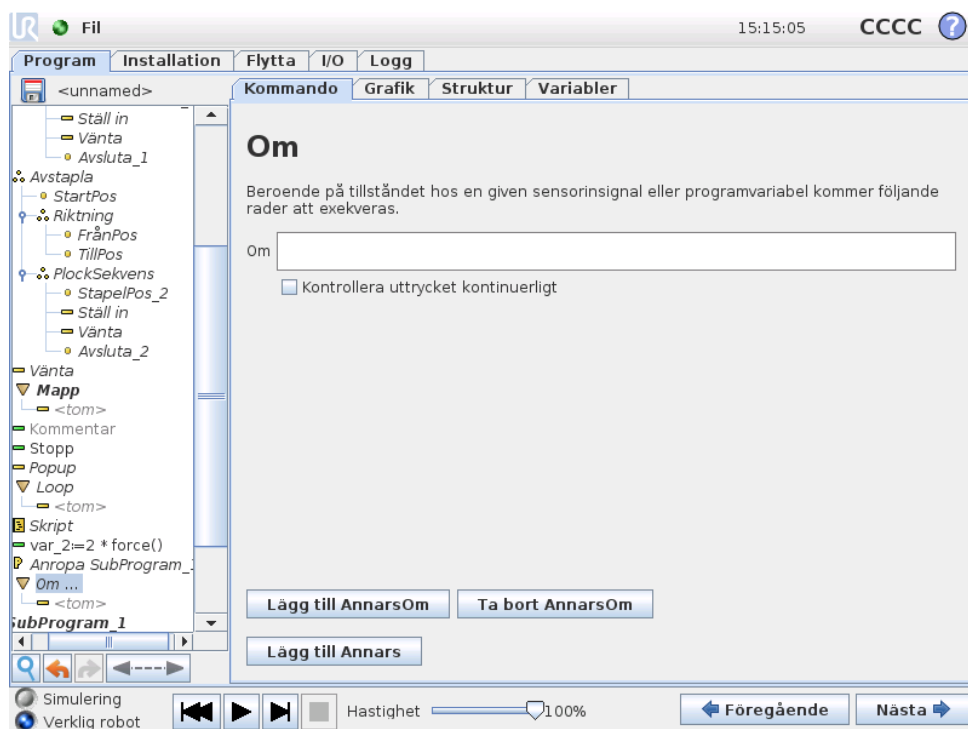 Fil
15:15:05
CCCC
?
Program Installation Flytta I/O Logg
<unnamed>
Kommando Grafik Struktur Variabler
Ställ in
Vänta
Avsluta_1
Avstapla
StartPos
Riktning
FrånPos
TillPos
PlockSekvens
StapelPos_2
Ställ in
Vänta
Avsluta_2
Vänta
Mapp
<tom>
Kommentar
Stopp
Popup
Loop
<tom>
Skript
var_2:=2 * force()
Anropa SubProgram_
Om ...
<tom>
SubProgram_1
Om
Beroende på tillståndet hos en given sensorinsignal eller programvariabel kommer följande
rader att exekveras.
Om
Kontrollera uttrycket kontinuerligt
Lägg till AnnarsOm Ta bort AnnarsOm
Lägg till Annars
Simulering
Verklig robot
Hastighet 100%
Föregående Nästa